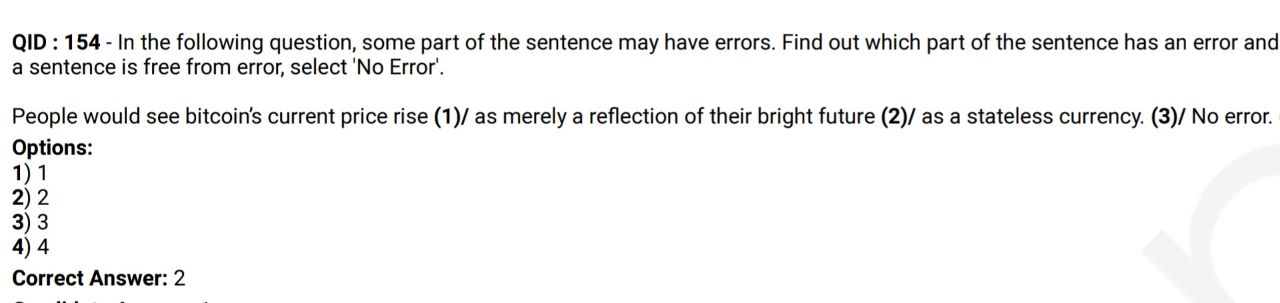 QID : 154 - In the following question, some part of the sentence may have errors. Find out which part of the sentence has an error and
a sentence is free from error, select 'No Error'.
People would see bitcoin's current price rise (1)/ as merely a reflection of their bright future (2)/ as a stateless currency. (3)/ No error.
Options:
1) 1
2) 2
3) 3
4) 4
Correct Answer: 2